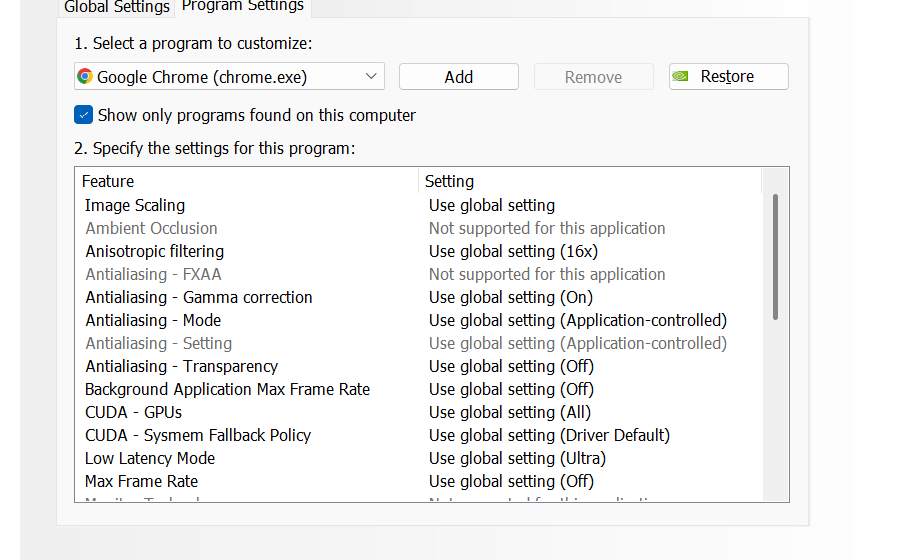 Global Settings Program Settings
1. Select a program to customize:
Google Chrome (chrome.exe) Add Remove Restore
Show only programs found on this computer
2. Specify the settings for this program:
Feature Setting
Image Scaling Use global setting
Ambient Occlusion Not supported for this application
Anisotropic filtering Use global setting (16x)
Antialiasing - FXAA Not supported for this application
Antialiasing - Gamma correction Use global setting (On)
Antialiasing - Mode Use global setting (Application-controlled)
Antialiasing - Setting Use global setting (Application-controlled)
Antialiasing - Transparency Use global setting (Off)
Background Application Max Frame Rate Use global setting (Off)
CUDA - GPUs Use global setting (All)
CUDA - Sysmem Fallback Policy Use global setting (Driver Default)
Low Latency Mode Use global setting (Ultra)
Max Frame Rate Use global setting (Off)